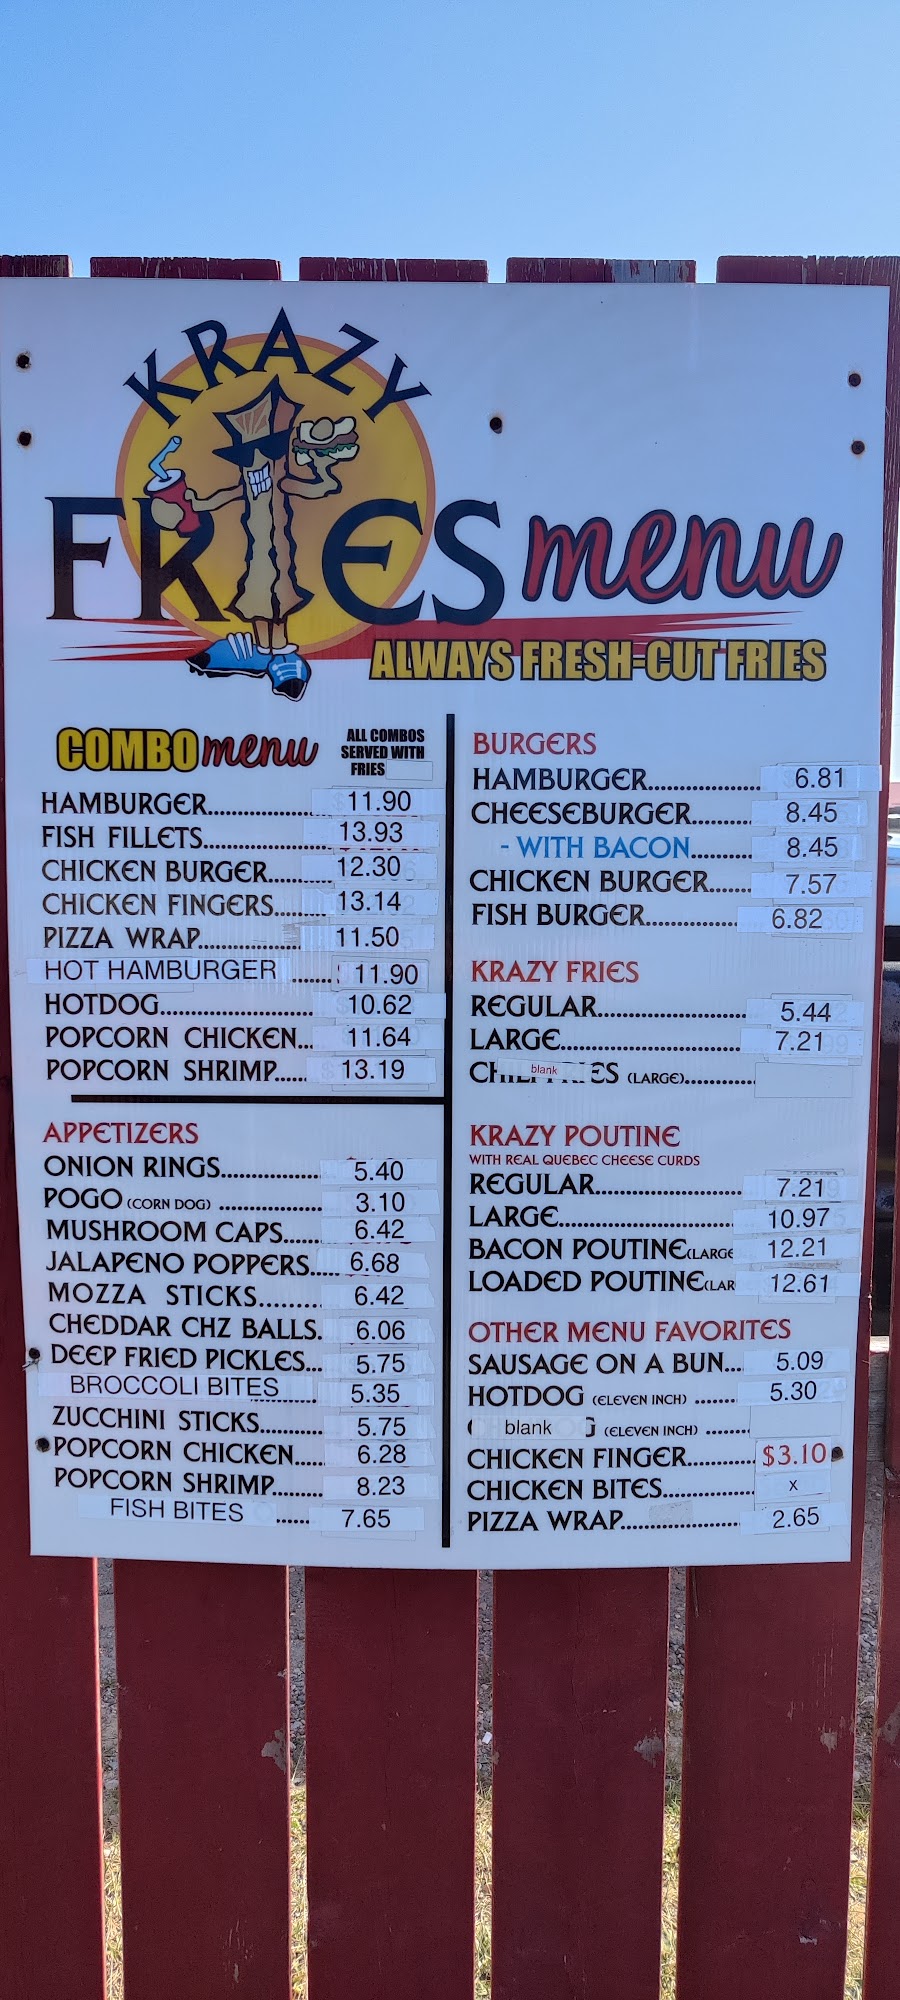 KRAZY
FRIES menu
ALWAYS FRESH-CUT FRIES
COMBO menu
ALL COMBOS
SERVED WITH
FRIES
HAMBURGER..............$11.90
FISH FILLETS..............13.93
CHICKEN BURGER.......12.30
CHICKEN FINGERS.......13.14
PIZZA WRAP..............11.50
HOT HAMBURGER ......11.90
HOTDOG....................10.62
POPCORN CHICKEN...11.64
POPCORN SHRIMP.....$13.19
APPETIZERS
ONION RINGS.............5.40
POGO (CORN DOG) .............3.10
MUSHROOM CAPS.....6.42
JALAPENO POPPERS.....6.68
MOZZA STICKS........6.42
CHEDDAR CHZ BALLS.6.06
DEEP FRIED PICKLES...5.75
BROCCOLI BITES 5.35
ZUCCHINI STICKS.........5.75
POPCORN CHICKEN.....6.28
POPCORN SHRIMP........8.23
FISH BITES ......7.65
BURGERS
HAMBURGER..............6.81
CHEESEBURGER.........8.45
- WITH BACON.........8.45
CHICKEN BURGER......7.57
FISH BURGER.............6.82
KRAZY FRIES
REGULAR..................5.44
LARGE.......................7.21
blank ES (LARGE)............
KRAZY POUTINE
WITH REAL QUEBEC CHEESE CURDS
REGULAR...................7.21
LARGE......................10.97
BACON POUTINE(LARGE 12.21
LOADED POUTINE(LAR 12.61
OTHER MENU FAVORITES
SAUSAGE ON A BUN...5.09
HOTDOG (ELEVEN INCH) .......5.30
blank G (ELEVEN INCH) ........
CHICKEN FINGER.........$3.10
CHICKEN BITES............x
PIZZA WRAP................2.65